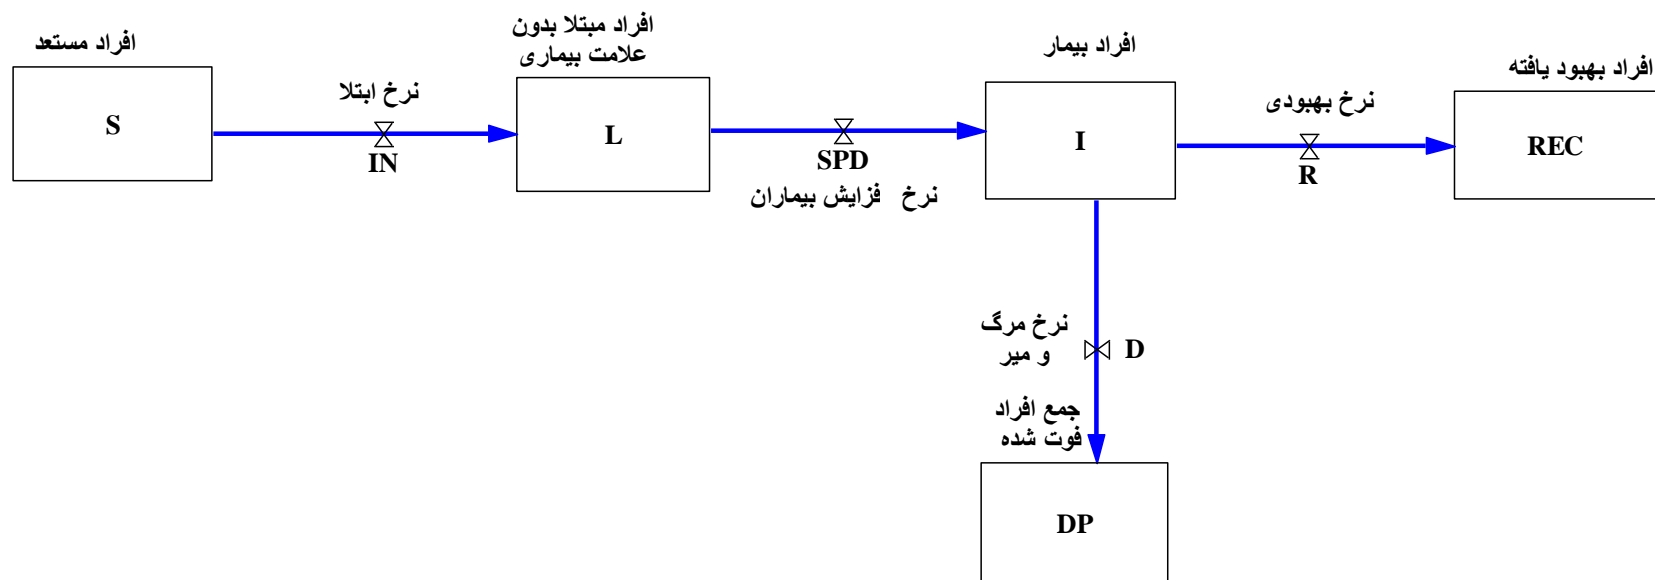 افراد مستعد
S
نرخ ابتلا
IN
افراد مبتلا بدون
علامت بیماری
L
SPD
نرخ فزایش بیماران
افراد بیمار
I
نرخ بهبودی
R
افراد بهبود یافته
REC
نرخ مرگ
و میر
D
جمع افراد
فوت شده
DP